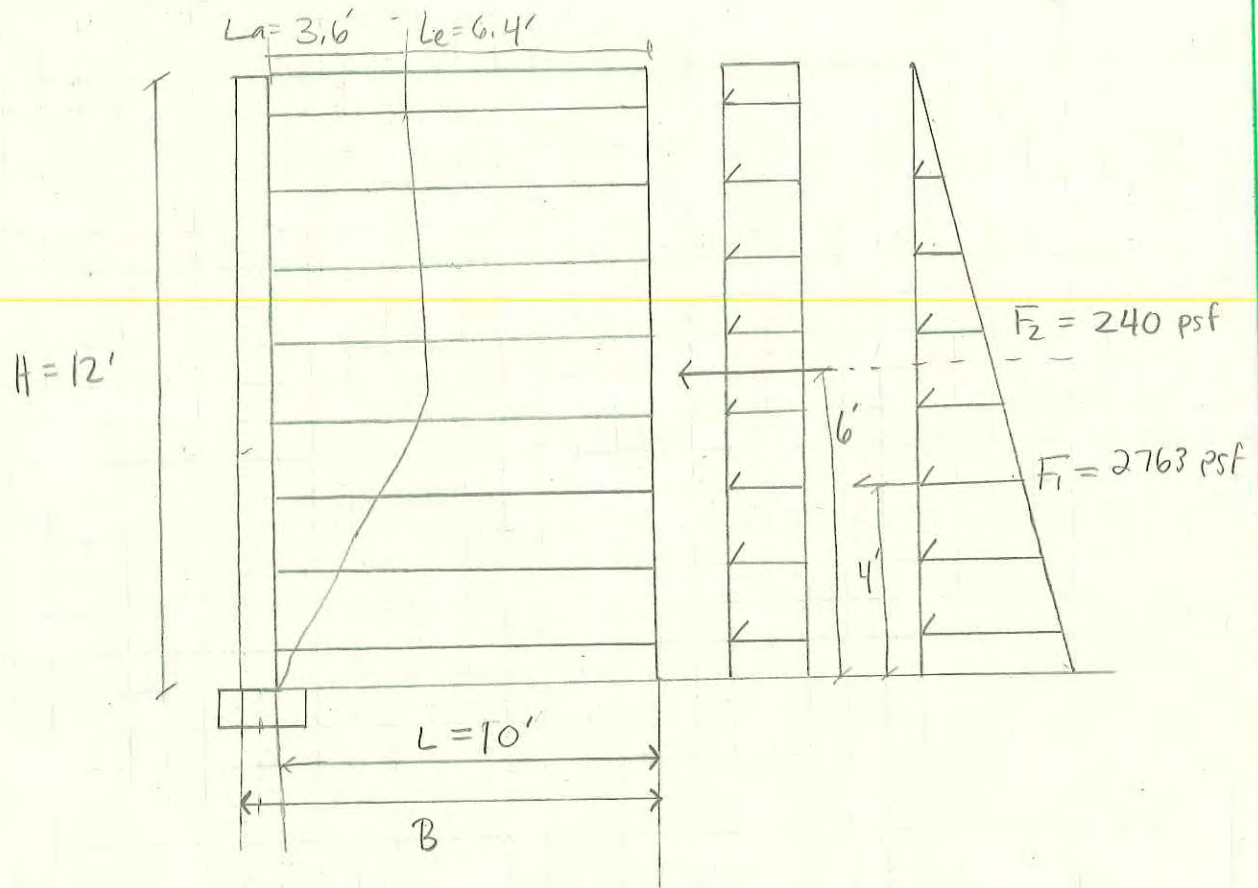 La= 3.6' Le=6.4'
H = 12'
F2 = 240 psf
6'
F1 = 2763 psf
4'
L = 10'
B